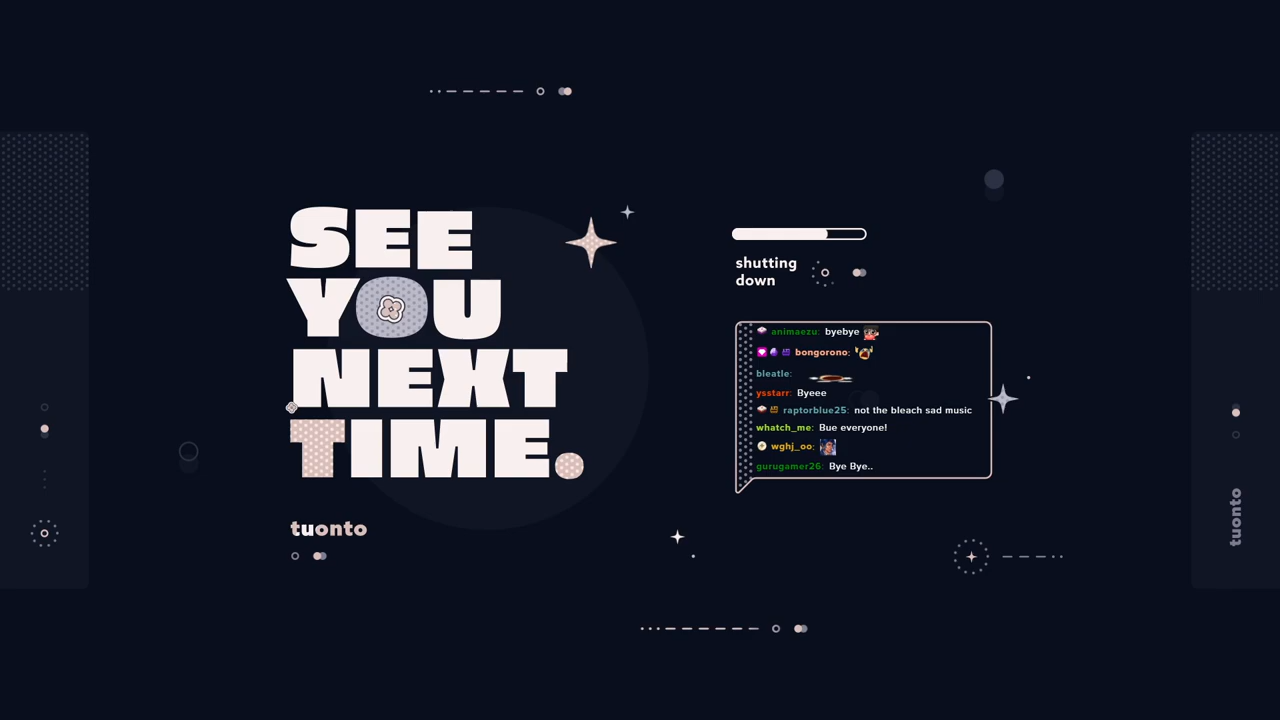 SEE
YOU
NEXT
TIME.
tuonto
shutting
down
animaezu: byebye
bongorono:
bleatle:
ysstarr: Byeee
raptorblue25: not the bleach sad music
whatch_me: Bue everyone!
wghj_oo:
gurugamer26: Bye Bye..
tuonto